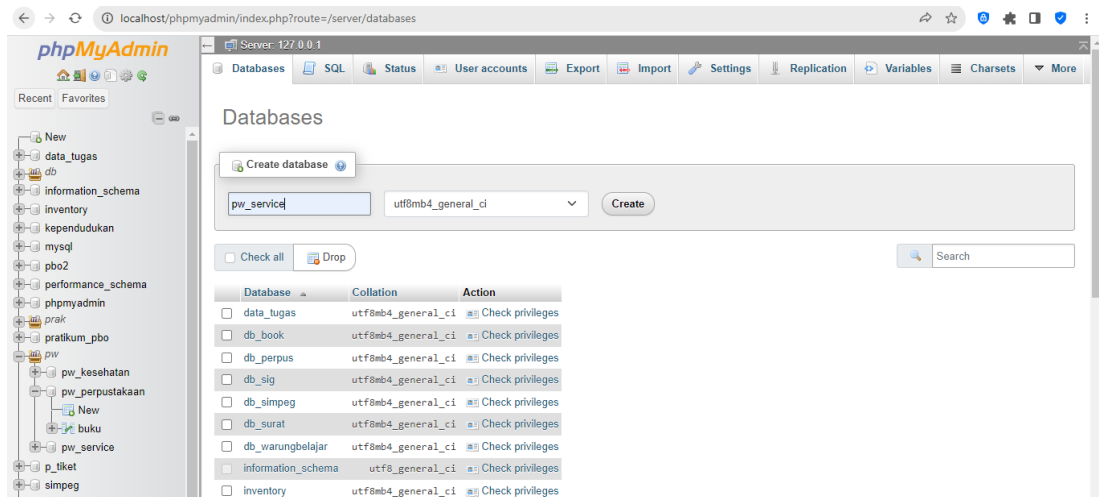 localhost/phpmyadmin/index.php?route=/server/databases
phpMyAdmin
Recent Favorites
New
data_tugas
db
information_schema
inventory
kependudukan
mysql
pbo2
performance_schema
phpmyadmin
prak
pratikum_pbo
pw
pw_kesehatan
pw_perpustakaan
New
buku
pw_service
p_tiket
simpeg
Server: 127.0.0.1
Databases SQL Status User accounts Export Import Settings Replication Variables Charsets More
Databases
Create database
pw_service utf8mb4_general_ci Create
Check all Drop Search
Database Collation Action
data_tugas utf8mb4_general_ci Check privileges
db_book utf8mb4_general_ci Check privileges
db_perpus utf8mb4_general_ci Check privileges
db_sig utf8mb4_general_ci Check privileges
db_simpeg utf8mb4_general_ci Check privileges
db_surat utf8mb4_general_ci Check privileges
db_warungbelajar utf8mb4_general_ci Check privileges
information_schema utf8_general_ci Check privileges
inventory utf8mb4_general_ci Check privileges